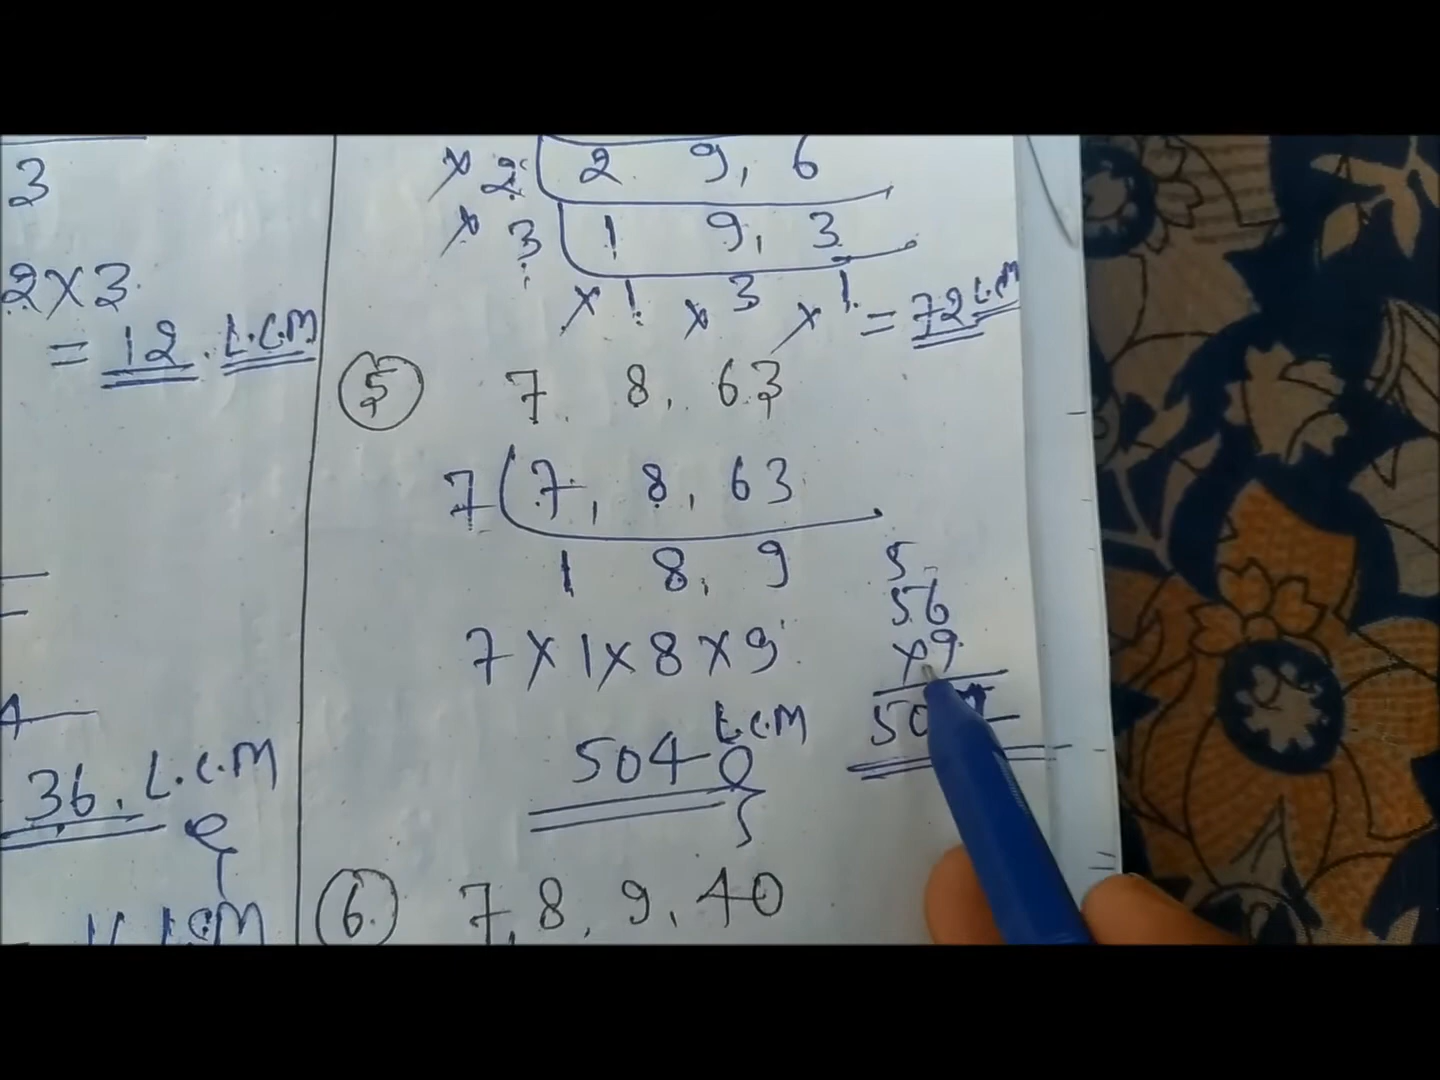 3
2x3
= 12. L.C.M
36. L.C.M
x 2 2 9, 6
x 3 1 9, 3
x 1 x 3 x 1 = 72 L.C.M
5 7, 8, 63
7 7, 8, 63
1 8, 9
7 x 1 x 8 x 9
504 L.C.M
5
56
x9
6. 7, 8, 9, 40